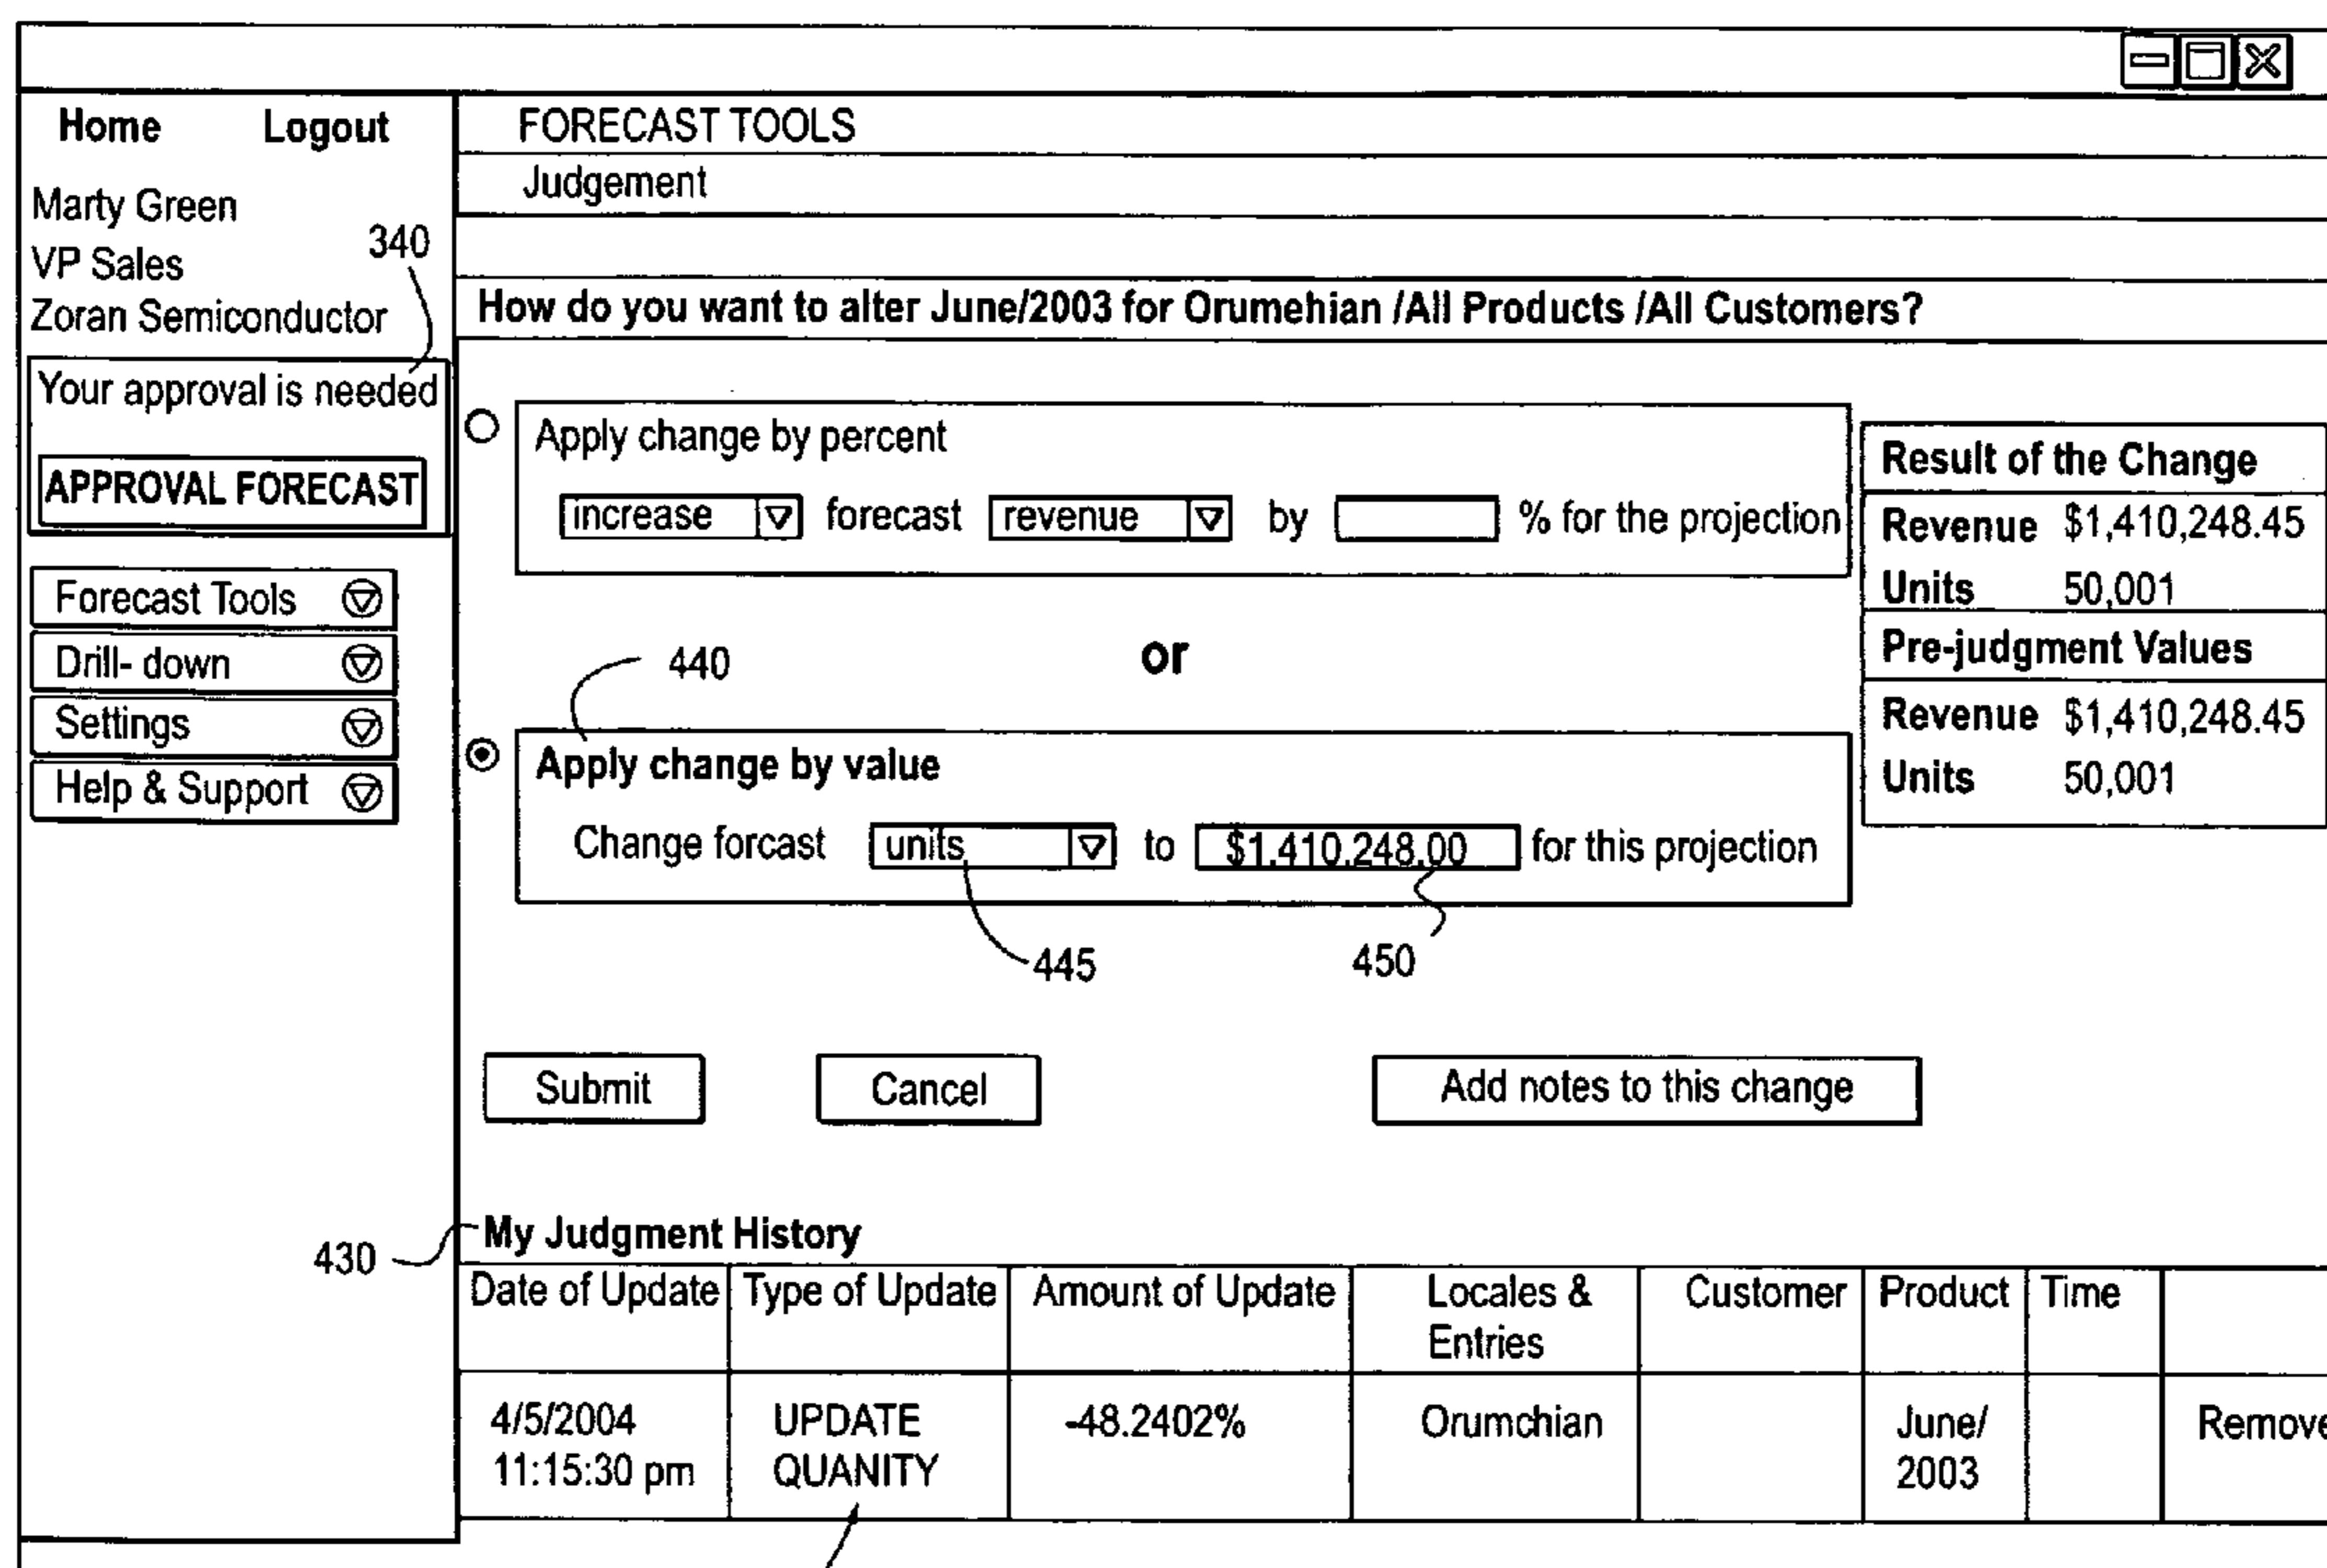 Home Logout
Marty Green
VP Sales
340
Zoran Semiconductor
Your approval is needed
APPROVAL FORECAST
Forecast Tools
Drill- down
Settings
Help & Support
FORECAST TOOLS
Judgement
How do you want to alter June/2003 for Orumehian /All Products /All Customers?
Apply change by percent
increase forecast revenue by % for the projection
or
440
Apply change by value
Change forcast units to $1,410,248.00 for this projection
445 450
Result of the Change
Revenue $1,410,248.45
Units 50,001
Pre-judgment Values
Revenue $1,410,248.45
Units 50,001
Submit Cancel Add notes to this change
430
My Judgment History
Date of Update Type of Update Amount of Update Locales & Customer Product Time
Entries
4/5/2004 UPDATE -48.2402% Orumchian June/ Remove
11:15:30 pm QUANITY 2003